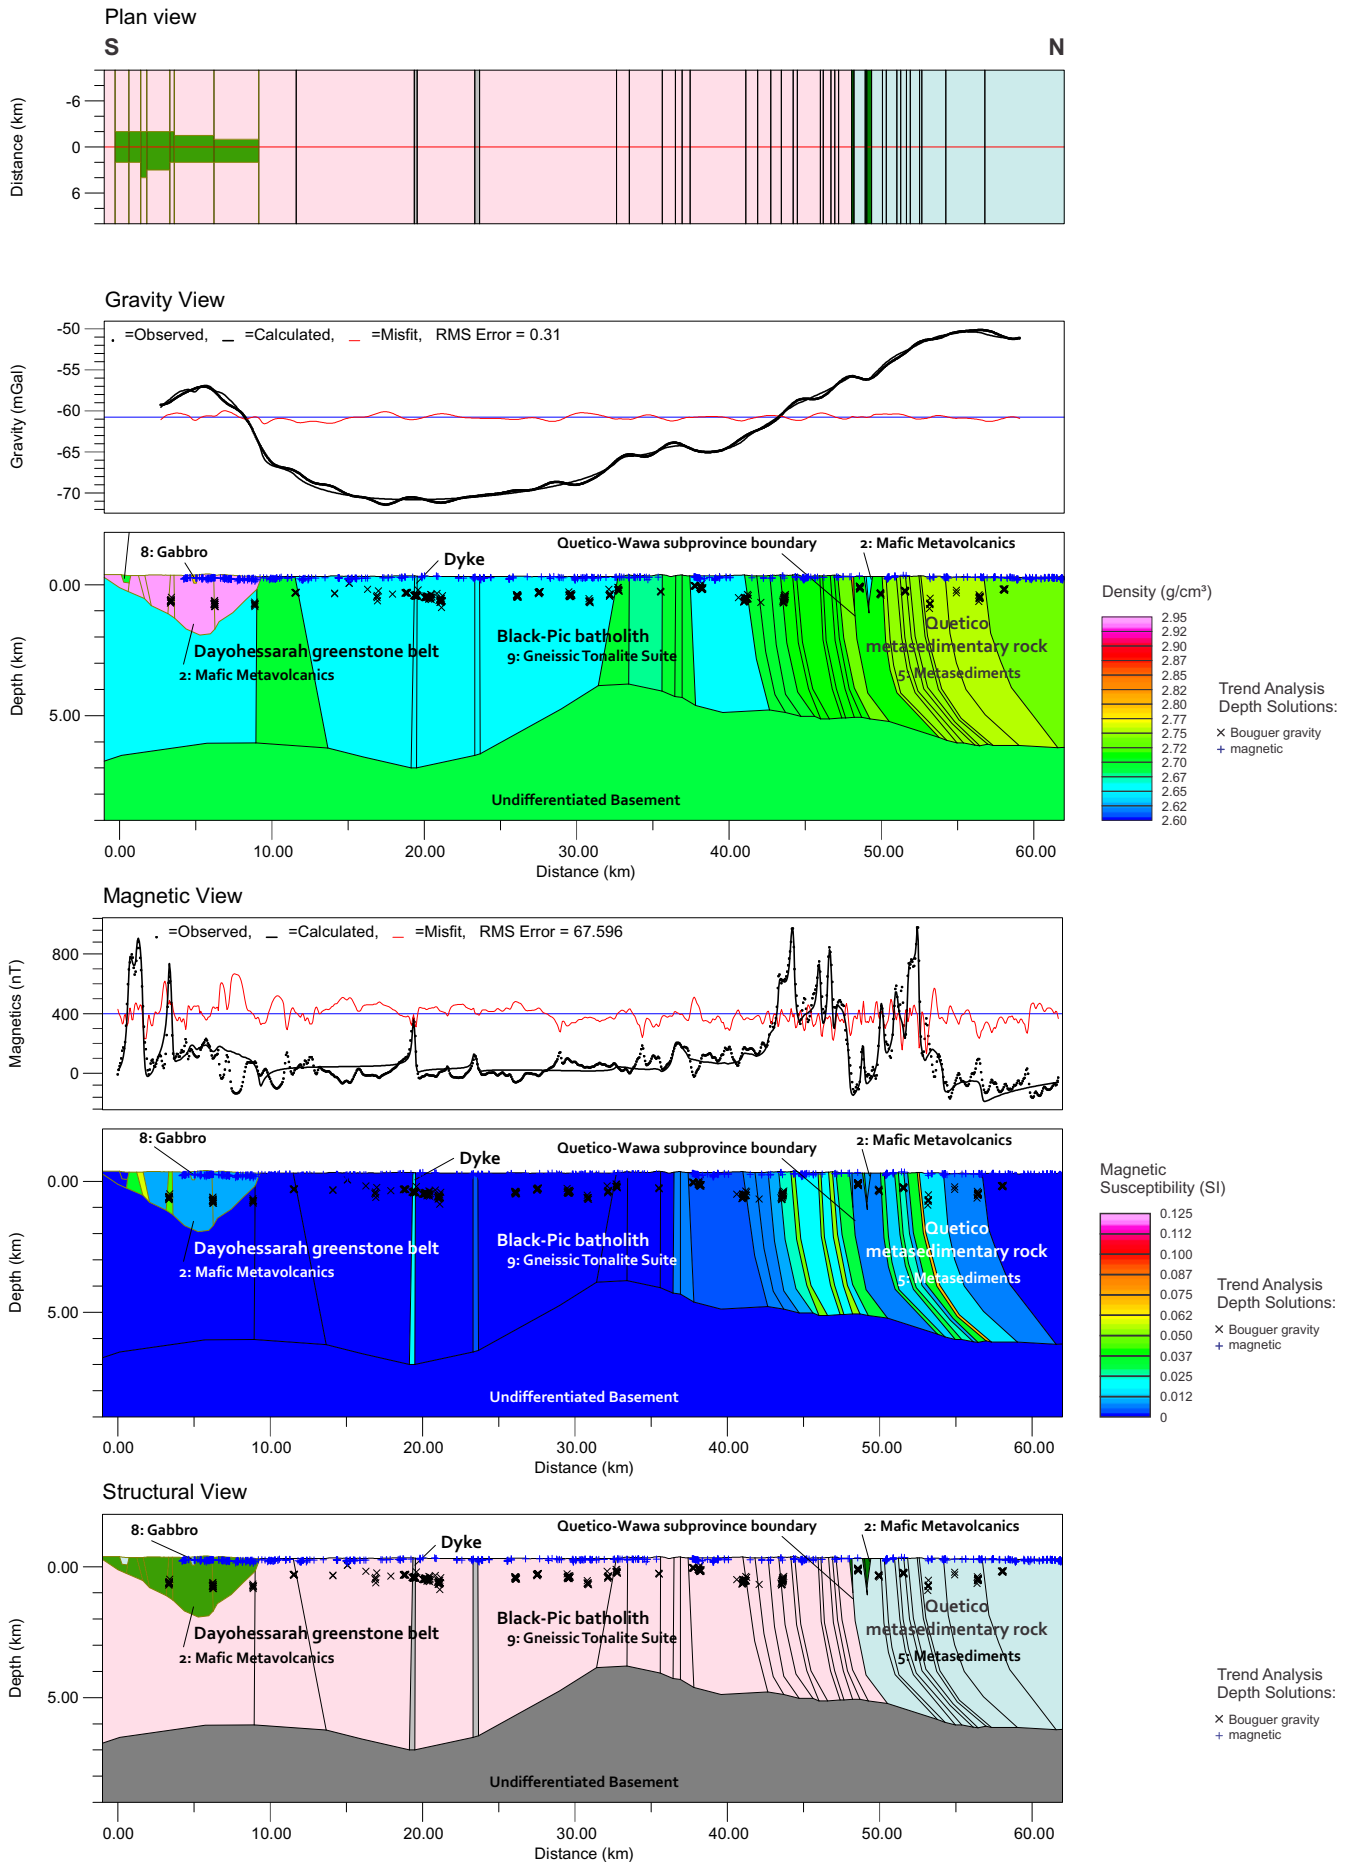 Plan view
S N
Distance (km)
-6
0
6
Gravity View
. =Observed, — =Calculated, — =Misfit, RMS Error = 0.31
Gravity (mGal)
-50
-55
-60
-65
-70
8: Gabbro
Dyke
Quetico-Wawa subprovince boundary
2: Mafic Metavolcanics
Depth (km)
0.00
5.00
Dayohessarah greenstone belt
2: Mafic Metavolcanics
Black-Pic batholith
9: Gneissic Tonalite Suite
Quetico
metasedimentary rock
5: Metasediments
Undifferentiated Basement
0.00 10.00 20.00 30.00 40.00 50.00 60.00
Distance (km)
Density (g/cm³)
2.95
2.92
2.90
2.87
2.85
2.82
2.80
2.77
2.75
2.72
2.70
2.67
2.65
2.62
2.60
Trend Analysis
Depth Solutions:
× Bouguer gravity
+ magnetic
Magnetic View
. =Observed, — =Calculated, — =Misfit, RMS Error = 67.596
Magnetics (nT)
800
400
0
8: Gabbro
Dyke
Quetico-Wawa subprovince boundary
2: Mafic Metavolcanics
Depth (km)
0.00
5.00
Dayohessarah greenstone belt
2: Mafic Metavolcanics
Black-Pic batholith
9: Gneissic Tonalite Suite
Quetico
metasedimentary rock
5: Metasediments
Undifferentiated Basement
0.00 10.00 20.00 30.00 40.00 50.00 60.00
Distance (km)
Magnetic
Susceptibility (SI)
0.125
0.112
0.100
0.087
0.075
0.062
0.050
0.037
0.025
0.012
0
Trend Analysis
Depth Solutions:
× Bouguer gravity
+ magnetic
Structural View
8: Gabbro
Dyke
Quetico-Wawa subprovince boundary
2: Mafic Metavolcanics
Depth (km)
0.00
5.00
Dayohessarah greenstone belt
2: Mafic Metavolcanics
Black-Pic batholith
9: Gneissic Tonalite Suite
Quetico
metasedimentary rock
5: Metasediments
Undifferentiated Basement
0.00 10.00 20.00 30.00 40.00 50.00 60.00
Distance (km)
Trend Analysis
Depth Solutions:
× Bouguer gravity
+ magnetic